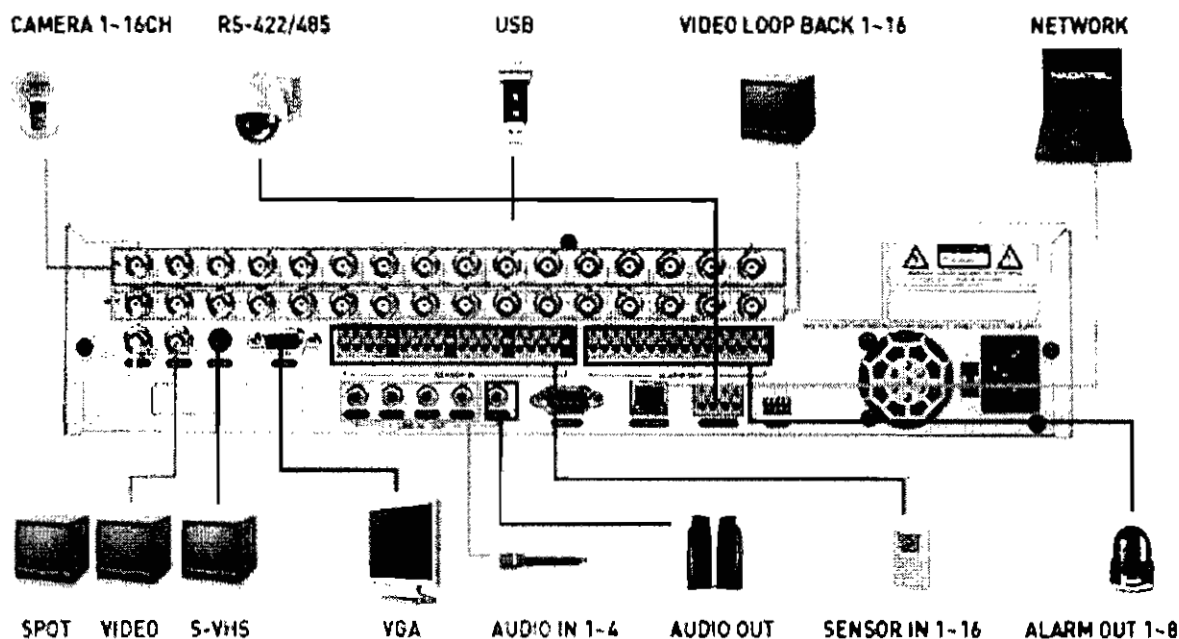 CAMERA 1~16CH
RS-422/485
USB
VIDEO LOOP BACK 1~16
NETWORK
SPOT
VIDEO
S-VHS
VGA
AUDIO IN 1~4
AUDIO OUT
SENSOR IN 1~16
ALARM OUT 1~8